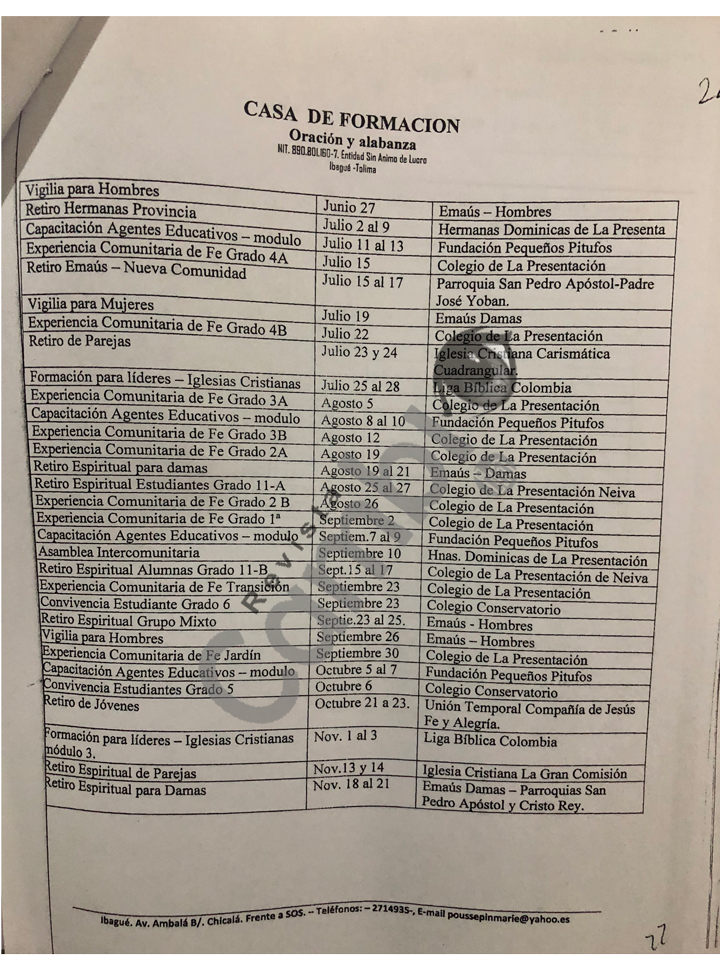 2
CASA DE FORMACION
Oración y alabanza
NIT. 890.801.160-7. Entidad Sin Animo de Lucro
Ibagué -Tolima
Vigilia para Hombres Junio 27 Emaús – Hombres
Retiro Hermanas Provincia Julio 2 al 9 Hermanas Dominicas de La Presenta
Capacitación Agentes Educativos – modulo Julio 11 al 13 Fundación Pequeños Pitufos
Experiencia Comunitaria de Fe Grado 4A Julio 15 Colegio de La Presentación
Retiro Emaús – Nueva Comunidad Julio 15 al 17 Parroquia San Pedro Apóstol-Padre
José Yoban.
Vigilia para Mujeres Julio 19 Emaús Damas
Experiencia Comunitaria de Fe Grado 4B Julio 22 Colegio de La Presentación
Retiro de Parejas Julio 23 y 24 Iglesia Cristiana Carismática
Cuadrangular.
Formación para líderes – Iglesias Cristianas Julio 25 al 28 Liga Bíblica Colombia
Experiencia Comunitaria de Fe Grado 3A Agosto 5 Colegio de La Presentación
Capacitación Agentes Educativos – modulo Agosto 8 al 10 Fundación Pequeños Pitufos
Experiencia Comunitaria de Fe Grado 3B Agosto 12 Colegio de La Presentación
Experiencia Comunitaria de Fe Grado 2A Agosto 19 Colegio de La Presentación
Retiro Espiritual para damas Agosto 19 al 21 Emaús – Damas
Retiro Espiritual Estudiantes Grado 11-A Agosto 25 al 27 Colegio de La Presentación Neiva
Experiencia Comunitaria de Fe Grado 2 B Agosto 26 Colegio de La Presentación
Experiencia Comunitaria de Fe Grado 1ª Septiembre 2 Colegio de La Presentación
Capacitación Agentes Educativos – modulo Septiem.7 al 9 Fundación Pequeños Pitufos
Asamblea Intercomunitaria Septiembre 10 Hnas. Dominicas de La Presentación
Retiro Espiritual Alumnas Grado 11-B Sept.15 al 17 Colegio de La Presentación de Neiva
Experiencia Comunitaria de Fe Transición Septiembre 23 Colegio de La Presentación
Convivencia Estudiante Grado 6 Septiembre 23 Colegio Conservatorio
Retiro Espiritual Grupo Mixto Septie.23 al 25. Emaús - Hombres
Vigilia para Hombres Septiembre 26 Emaús – Hombres
Experiencia Comunitaria de Fe Jardín Septiembre 30 Colegio de La Presentación
Capacitación Agentes Educativos – modulo Octubre 5 al 7 Fundación Pequeños Pitufos
Convivencia Estudiantes Grado 5 Octubre 6 Colegio Conservatorio
Retiro de Jóvenes Octubre 21 a 23. Unión Temporal Compañía de Jesús
Fe y Alegría.
Formación para líderes – Iglesias Cristianas Nov. 1 al 3 Liga Bíblica Colombia
módulo 3.
Retiro Espiritual de Parejas Nov.13 y 14 Iglesia Cristiana La Gran Comisión
Retiro Espiritual para Damas Nov. 18 al 21 Emaús Damas – Parroquias San
Pedro Apóstol y Cristo Rey.
Revista
Ibagué. Av. Ambalá B/. Chicalá. Frente a SOS. – Teléfonos: – 2714935-, E-mail poussepinmarie@yahoo.es